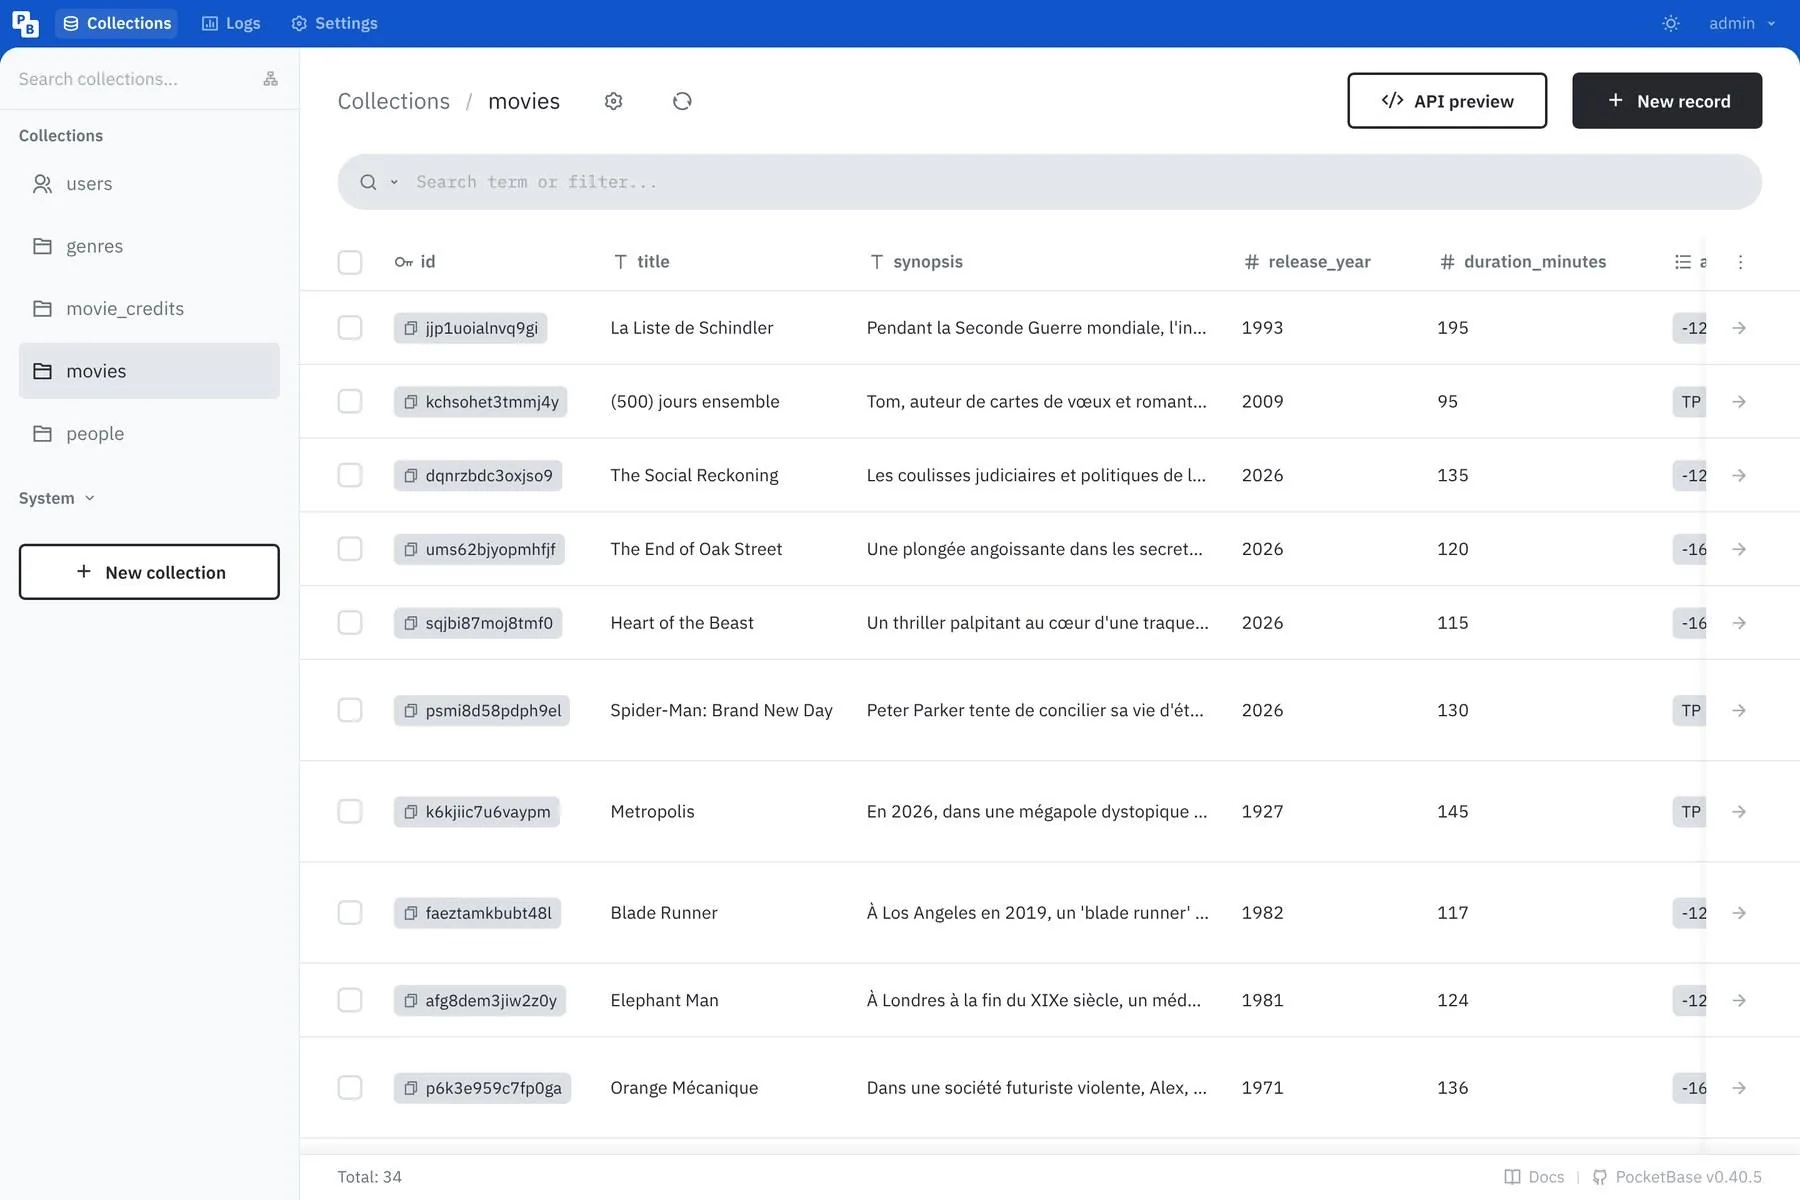 PB Collections Logs Settings admin
Search collections...
Collections
users
genres
movie_credits
movies
people
System
+ New collection
Collections / movies
</> API preview
+ New record
Search term or filter...
id title synopsis release_year duration_minutes
jjp1uoialnvq9gi La Liste de Schindler Pendant la Seconde Guerre mondiale, l'in... 1993 195 -12
kchsohet3tmmj4y (500) jours ensemble Tom, auteur de cartes de vœux et romant... 2009 95 TP
dqnrzbdc3oxjso9 The Social Reckoning Les coulisses judiciaires et politiques de l... 2026 135 -12
ums62bjyopmhfjf The End of Oak Street Une plongée angoissante dans les secret... 2026 120 -16
sqjbi87moj8tmf0 Heart of the Beast Un thriller palpitant au cœur d'une traque... 2026 115 -16
psmi8d58pdph9el Spider-Man: Brand New Day Peter Parker tente de concilier sa vie d'ét... 2026 130 TP
k6kjiic7u6vaypm Metropolis En 2026, dans une mégapole dystopique ... 1927 145 TP
faeztamkbubt48l Blade Runner À Los Angeles en 2019, un 'blade runner' ... 1982 117 -12
afg8dem3jiw2z0y Elephant Man À Londres à la fin du XIXe siècle, un méd... 1981 124 -12
p6k3e959c7fp0ga Orange Mécanique Dans une société futuriste violente, Alex, ... 1971 136 -16
Total: 34
Docs | PocketBase v0.40.5